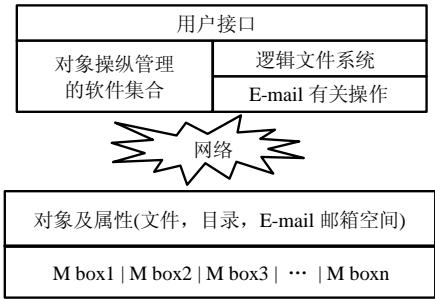 用户接口
对象操纵管理
的软件集合
逻辑文件系统
E-mail 有关操作
网络
对象及属性(文件，目录，E-mail 邮箱空间)
M box1 | M box2 | M box3 | … | M boxn